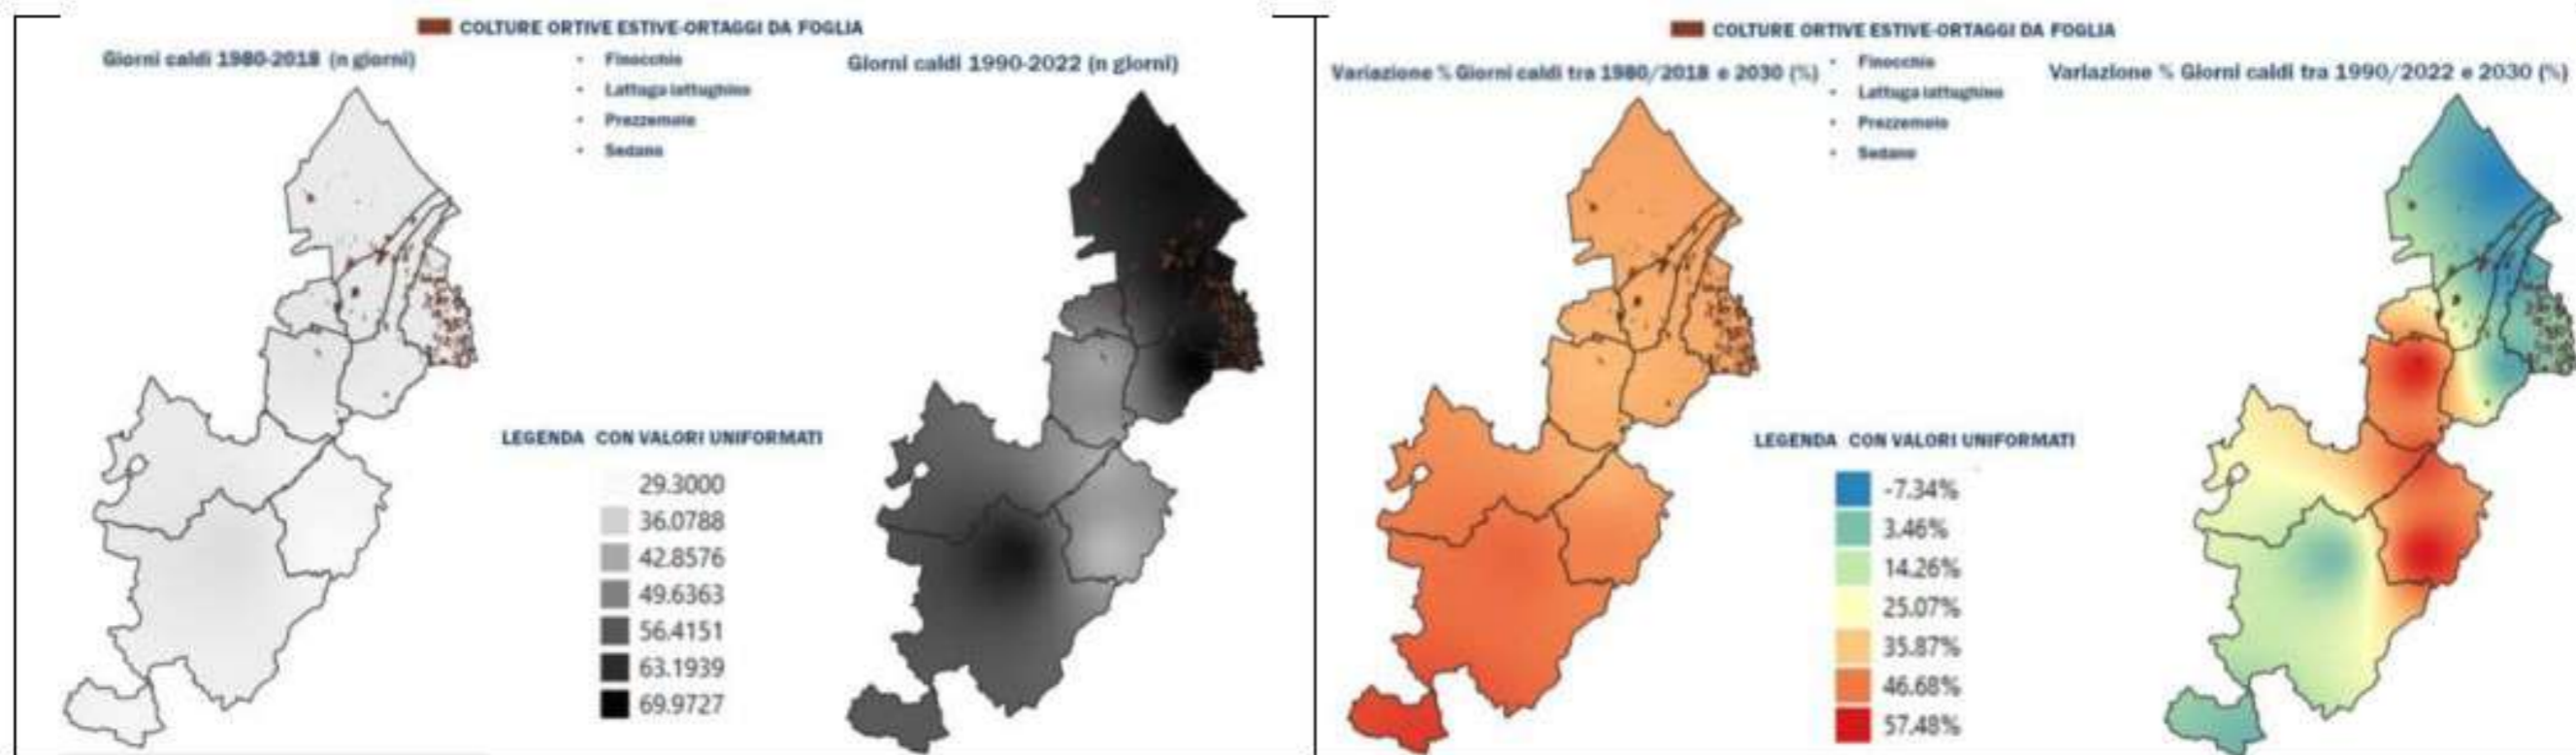 COLTURE ORTIVE ESTIVE-ORTAGGI DA FOGLIA
Giorni caldi 1980-2018 (n giorni)
• Finocchio
• Lattuga lattughino
• Prezzemolo
• Sedano
Giorni caldi 1990-2022 (n giorni)
LEGENDA CON VALORI UNIFORMATI
29.3000
36.0788
42.8576
49.6363
56.4151
63.1939
69.9727
COLTURE ORTIVE ESTIVE-ORTAGGI DA FOGLIA
Variazione % Giorni caldi tra 1980/2018 e 2030 (%)
• Finocchio
• Lattuga lattughino
• Prezzemolo
• Sedano
Variazione % Giorni caldi tra 1990/2022 e 2030 (%)
LEGENDA CON VALORI UNIFORMATI
-7.34%
3.46%
14.26%
25.07%
35.87%
46.68%
57.48%